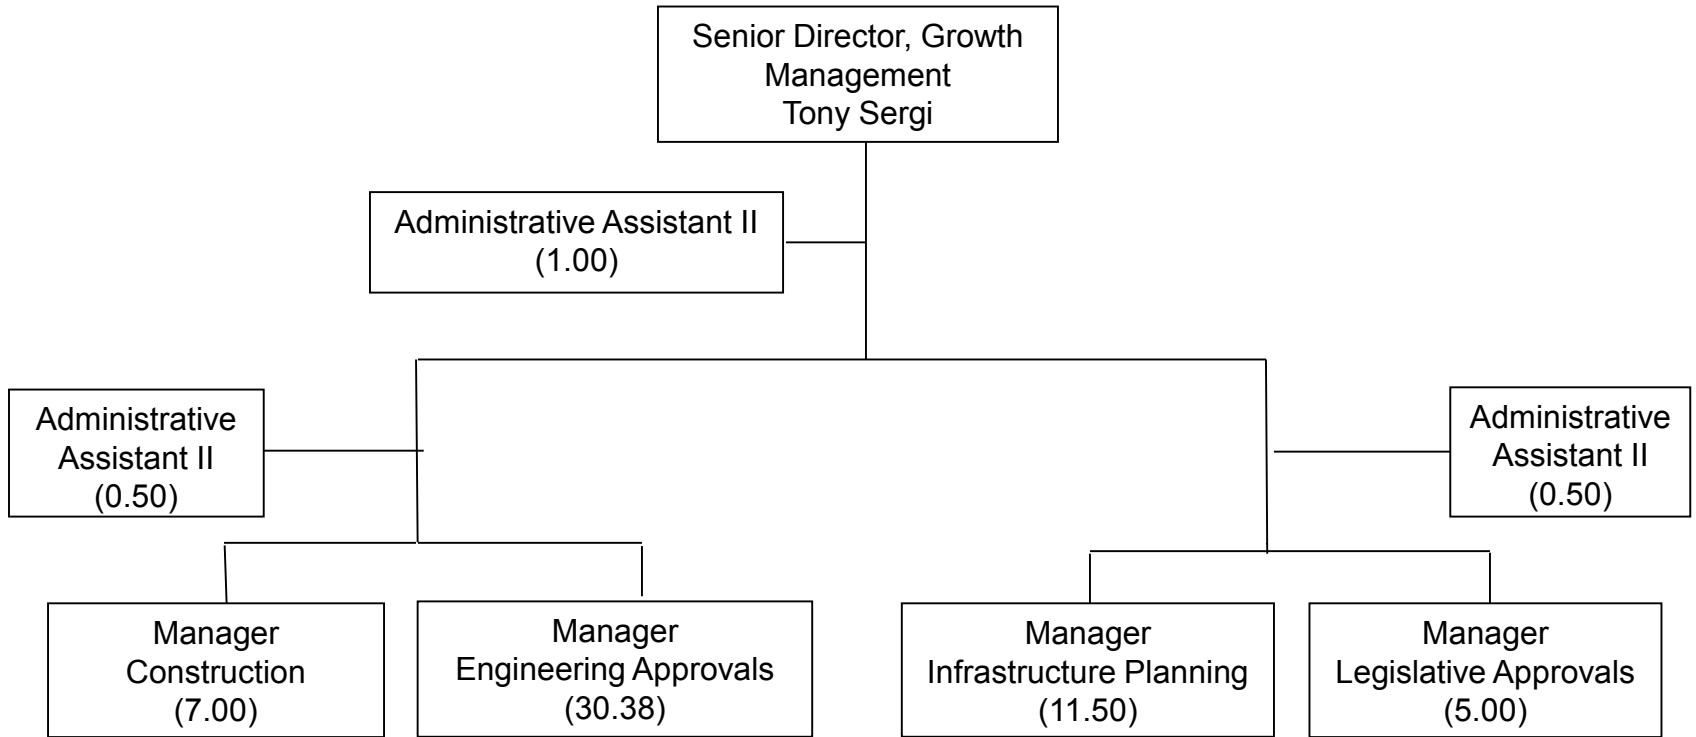 Senior Director, Growth
Management
Tony Sergi
Administrative Assistant II
(1.00)
Administrative
Assistant II
(0.50)
Administrative
Assistant II
(0.50)
Manager
Construction
(7.00)
Manager
Engineering Approvals
(30.38)
Manager
Infrastructure Planning
(11.50)
Manager
Legislative Approvals
(5.00)